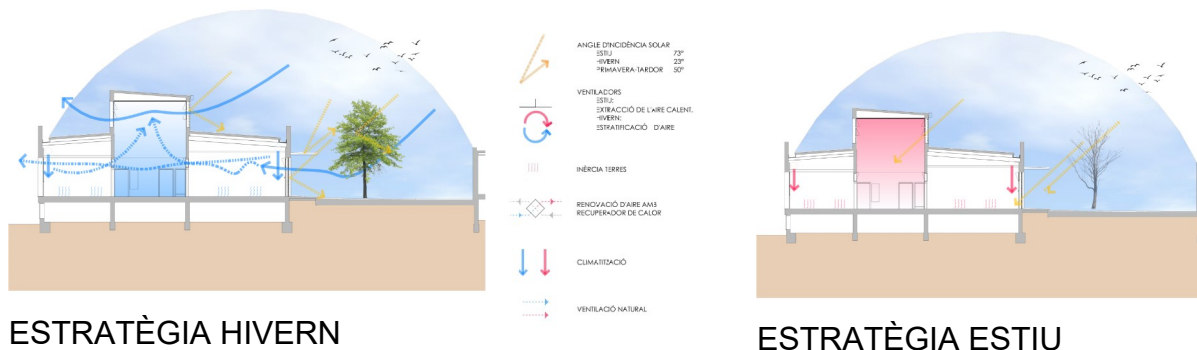 ANGLE D'INCIDÈNCIA SOLAR
ESTIU 73°
HIVERN 23°
PRIMAVERA-TARDOR 50°
VENTILADORS
ESTIU:
EXTRACCIÓ DE L'AIRE CALENT.
HIVERN:
ESTRATIFICACIÓ D'AIRE
INÈRCIA TERRES
RENOVACIÓ D'AIRE AMB
RECUPERADOR DE CALOR
CLIMATITZACIÓ
VENTILACIÓ NATURAL
ESTRATÈGIA HIVERN
ESTRATÈGIA ESTIU